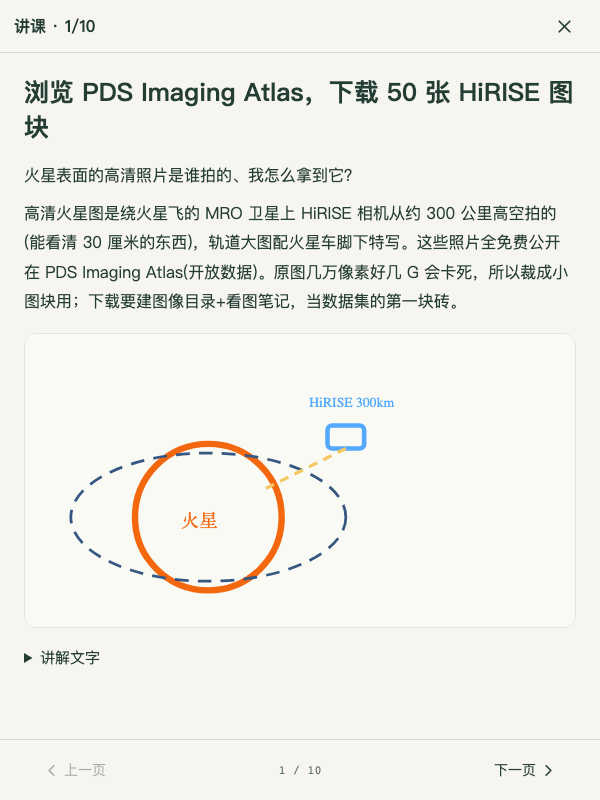 讲课 · 1/10
浏览 PDS Imaging Atlas，下载 50 张 HiRISE 图
块
火星表面的高清照片是谁拍的、我怎么拿到它?
高清火星图是绕火星飞的 MRO 卫星上 HiRISE 相机从约 300 公里高空拍的
(能看清 30 厘米的东西)，轨道大图配火星车脚下特写。这些照片全免费公开
在 PDS Imaging Atlas(开放数据)。原图几万像素好几 G 会卡死，所以裁成小
图块用；下载要建图像目录+看图笔记，当数据集的第一块砖。
HiRISE 300km
火星
讲解文字
上一页
1 / 10
下一页